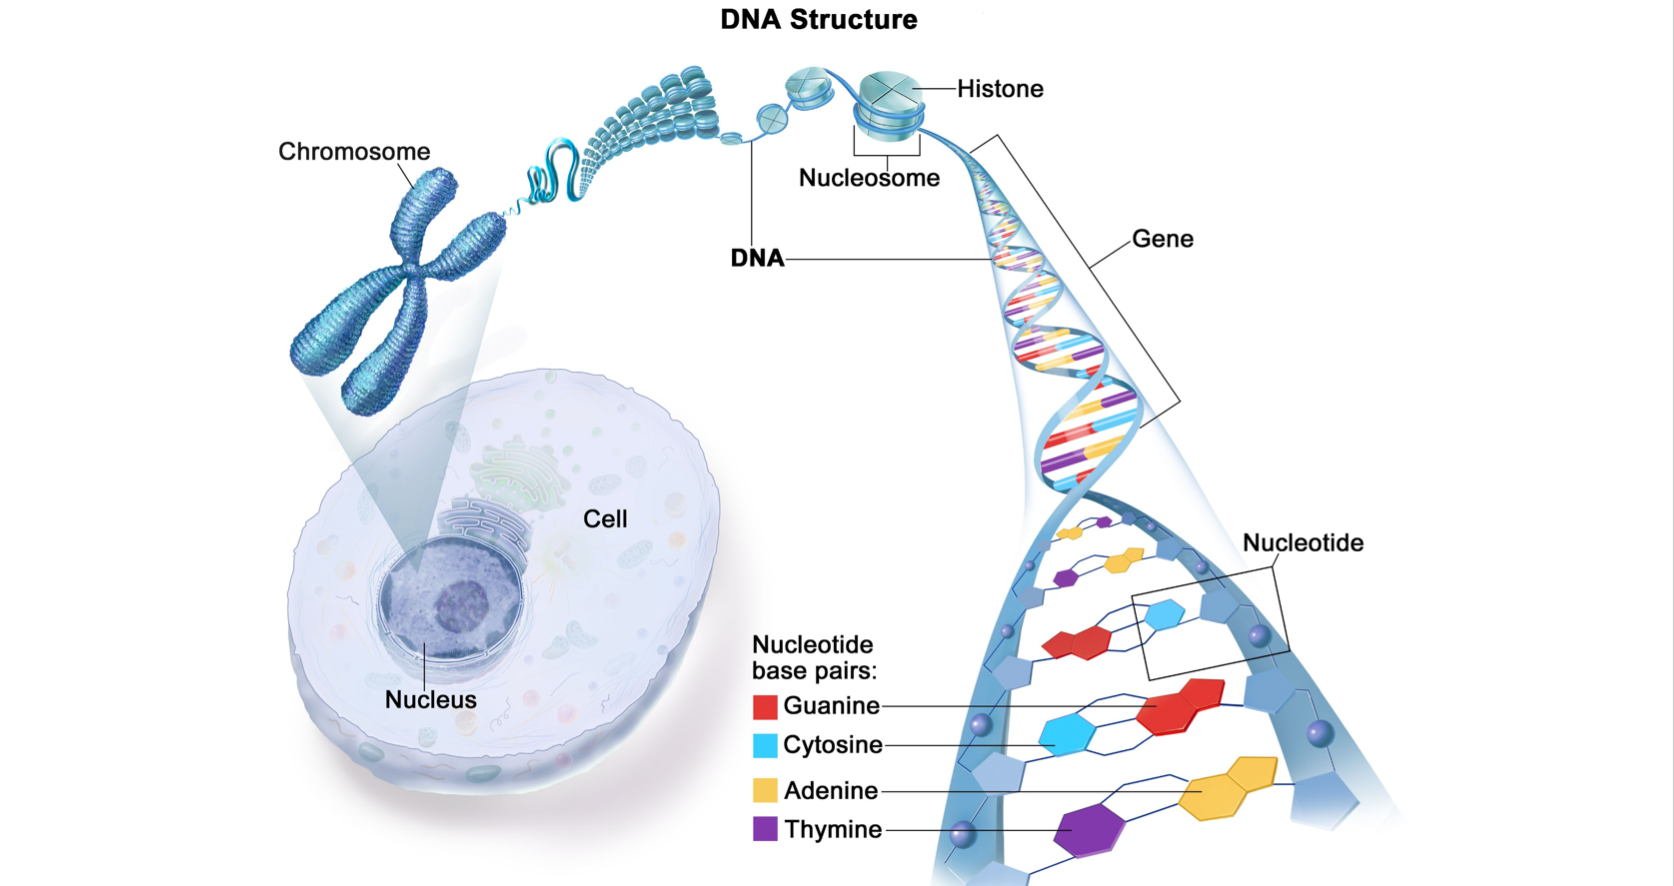 DNA Structure
Histone
Chromosome
Nucleosome
Gene
DNA
Cell
Nucleotide
Nucleus
Nucleotide
base pairs:
Guanine
Cytosine
Adenine
Thymine